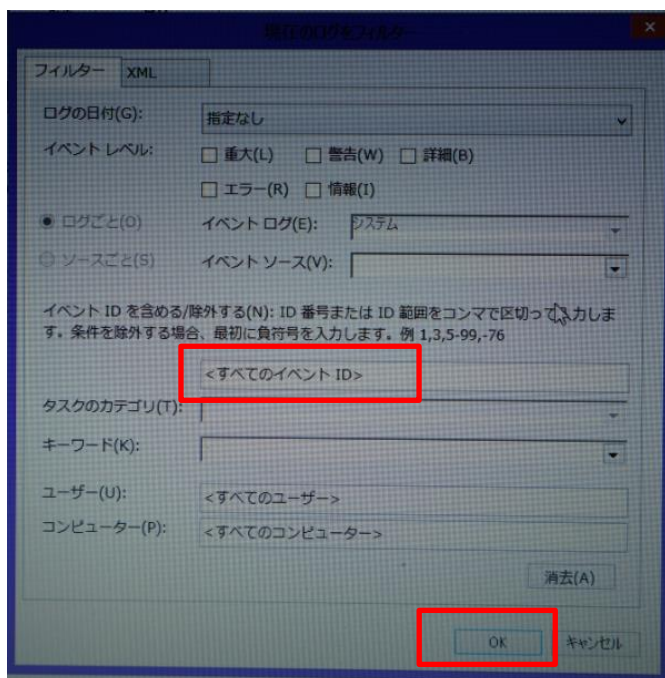 現在のログをフィルター
フィルター XML
ログの日付(G): 指定なし
イベント レベル: 重大(L) 警告(W) 詳細(B)
エラー(R) 情報(I)
ログごと(O) イベント ログ(E): システム
ソースごと(S) イベント ソース(V):
イベント ID を含める/除外する(N): ID 番号または ID 範囲をコンマで区切って入力しま
す。条件を除外する場合、最初に負符号を入力します。例 1,3,5-99,-76
<すべてのイベント ID>
タスクのカテゴリ(T):
キーワード(K):
ユーザー(U): <すべてのユーザー>
コンピューター(P): <すべてのコンピューター>
消去(A)
OK キャンセル